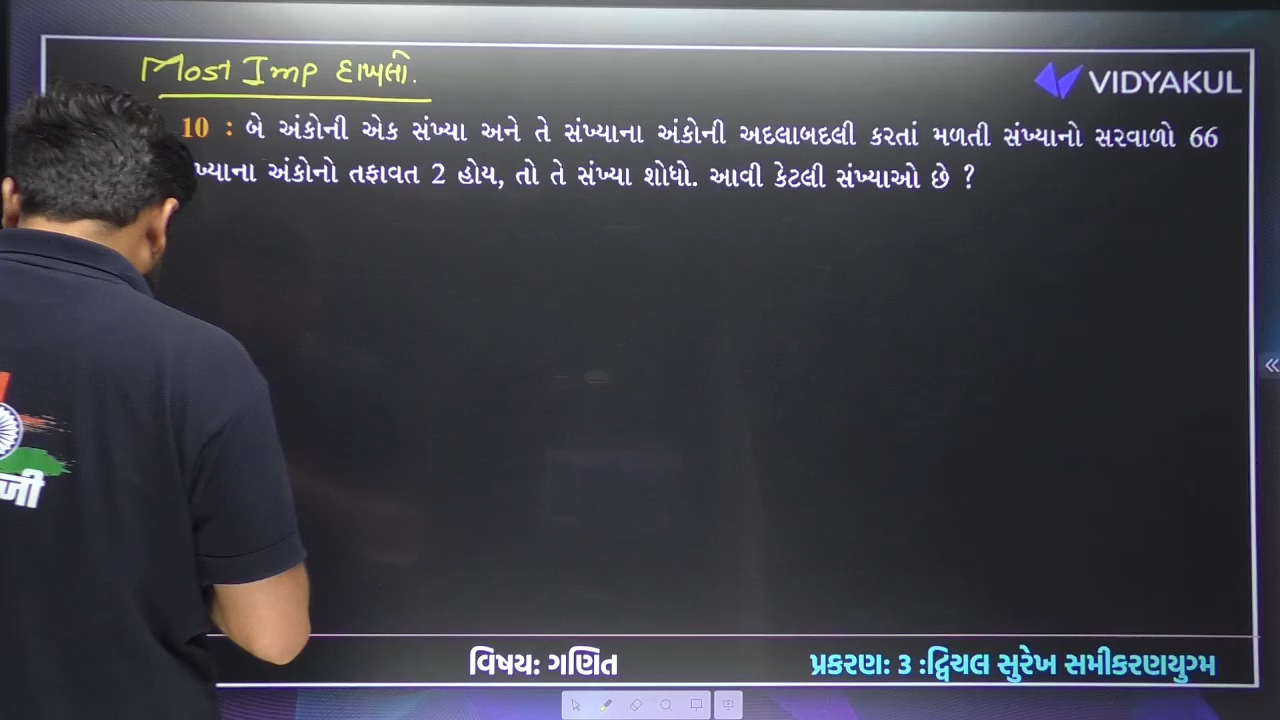 Most Imp દાખલો.
VIDYAKUL
10 : બે અંકોની એક સંખ્યા અને તે સંખ્યાના અંકોની અદલાબદલી કરતાં મળતી સંખ્યાનો સરવાળો 66
અંકોનો તફાવત 2 હોય, તો તે સંખ્યા શોધો. આવી કેટલી સંખ્યાઓ છે ?
વિષય: ગણિત
પ્રકરણ: 3 :દ્વિચલ સુરેખ સમીકરણયુગ્મ